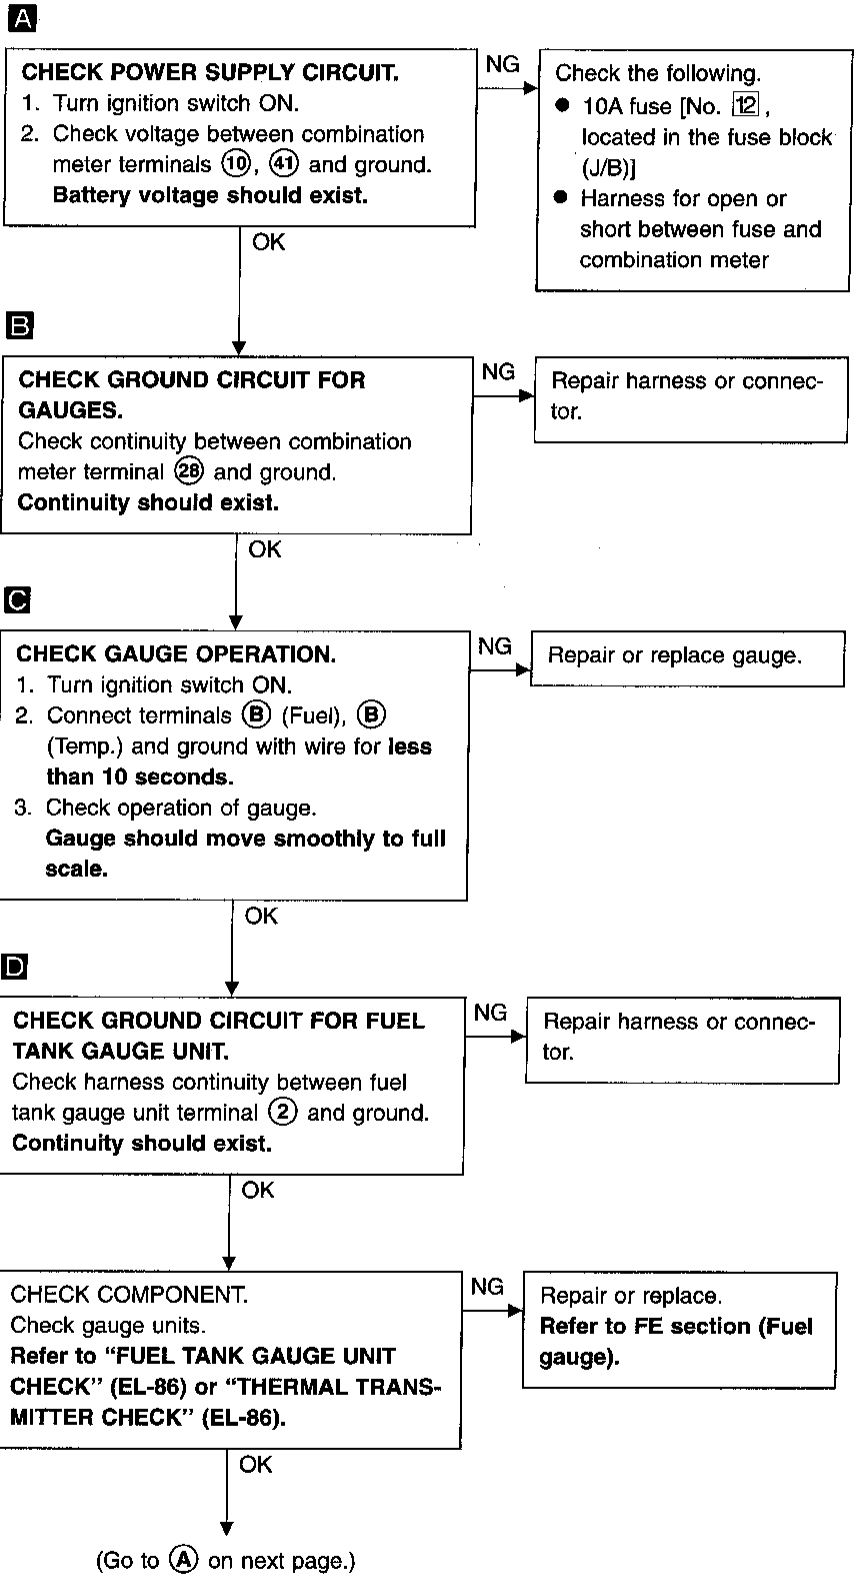 A
CHECK POWER SUPPLY CIRCUIT.
1. Turn ignition switch ON.
2. Check voltage between combination
meter terminals 10, 41 and ground.
Battery voltage should exist.
NG
Check the following.
● 10A fuse [No. 12 ,
located in the fuse block
(J/B)]
● Harness for open or
short between fuse and
combination meter
OK
B
CHECK GROUND CIRCUIT FOR
GAUGES.
Check continuity between combination
meter terminal 28 and ground.
Continuity should exist.
NG
Repair harness or connec-
tor.
OK
C
CHECK GAUGE OPERATION.
1. Turn ignition switch ON.
2. Connect terminals B (Fuel), B
(Temp.) and ground with wire for less
than 10 seconds.
3. Check operation of gauge.
Gauge should move smoothly to full
scale.
NG
Repair or replace gauge.
OK
D
CHECK GROUND CIRCUIT FOR FUEL
TANK GAUGE UNIT.
Check harness continuity between fuel
tank gauge unit terminal 2 and ground.
Continuity should exist.
NG
Repair harness or connec-
tor.
OK
CHECK COMPONENT.
Check gauge units.
Refer to “FUEL TANK GAUGE UNIT
CHECK” (EL-86) or “THERMAL TRANS-
MITTER CHECK” (EL-86).
NG
Repair or replace.
Refer to FE section (Fuel
gauge).
OK
(Go to A on next page.)